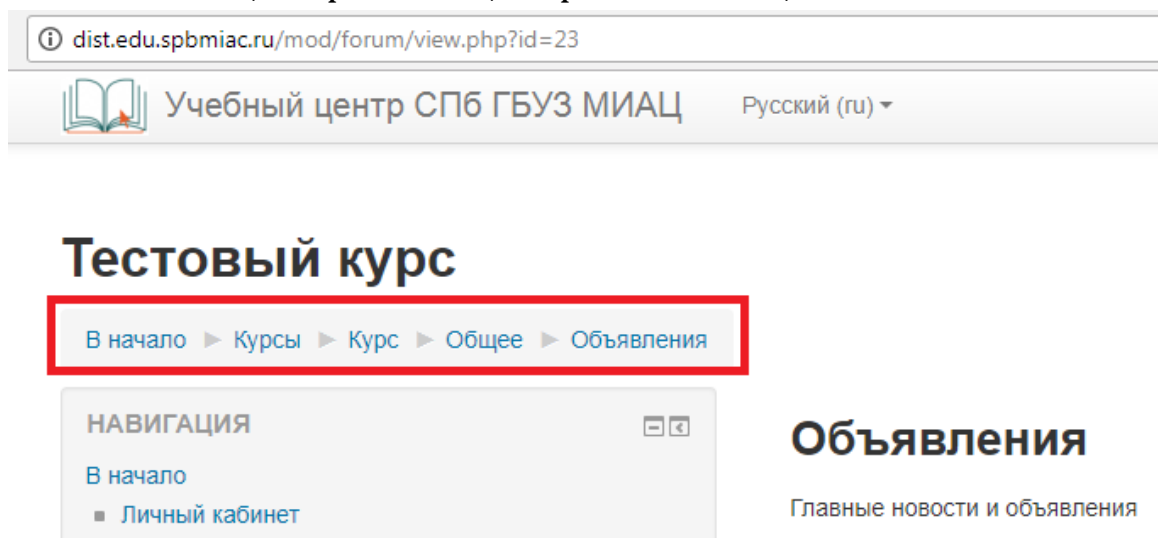 dist.edu.spbmiac.ru/mod/forum/view.php?id=23
Учебный центр СПб ГБУЗ МИАЦ Русский (ru)
Тестовый курс
В начало Курсы Курс Общее Объявления
НАВИГАЦИЯ
В начало
Личный кабинет
Объявления
Главные новости и объявления